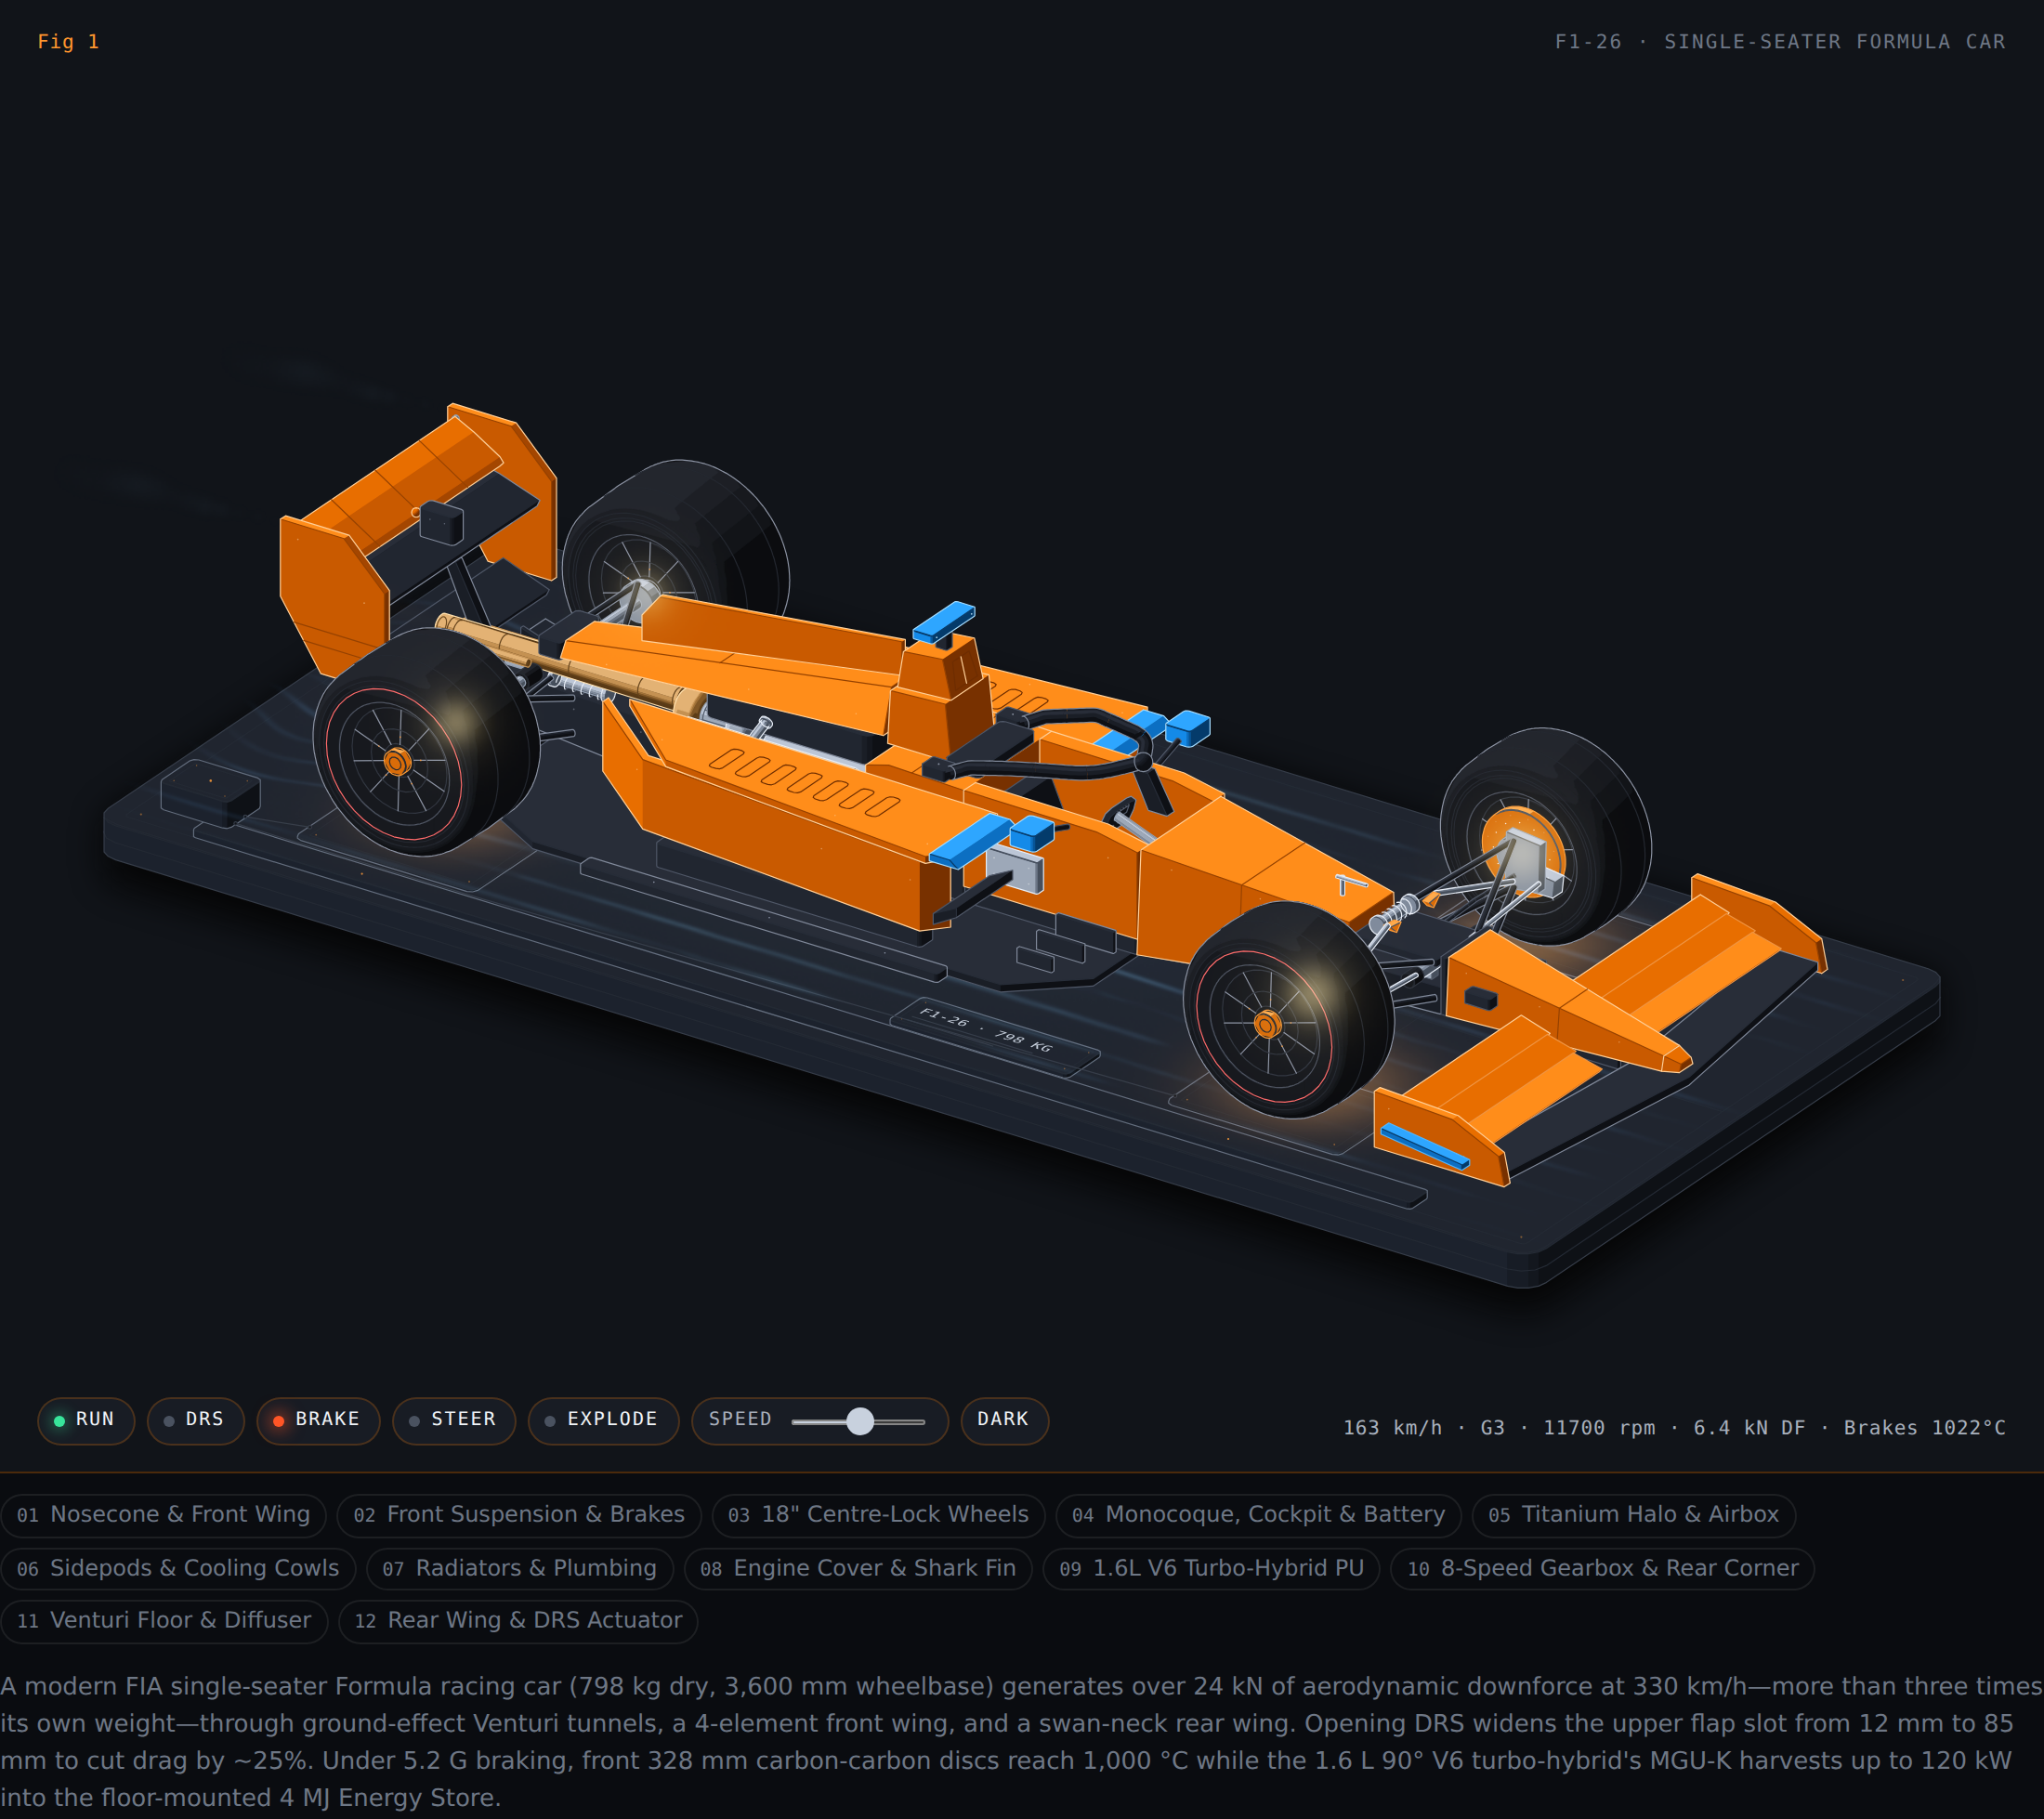 Fig 1
F1-26 · SINGLE-SEATER FORMULA CAR
F1-26 · 798 KG
RUN
DRS
BRAKE
STEER
EXPLODE
SPEED
DARK
163 km/h · G3 · 11700 rpm · 6.4 kN DF · Brakes 1022°C
01 Nosecone & Front Wing
02 Front Suspension & Brakes
03 18" Centre-Lock Wheels
04 Monocoque, Cockpit & Battery
05 Titanium Halo & Airbox
06 Sidepods & Cooling Cowls
07 Radiators & Plumbing
08 Engine Cover & Shark Fin
09 1.6L V6 Turbo-Hybrid PU
10 8-Speed Gearbox & Rear Corner
11 Venturi Floor & Diffuser
12 Rear Wing & DRS Actuator
A modern FIA single-seater Formula racing car (798 kg dry, 3,600 mm wheelbase) generates over 24 kN of aerodynamic downforce at 330 km/h—more than three times
its own weight—through ground-effect Venturi tunnels, a 4-element front wing, and a swan-neck rear wing. Opening DRS widens the upper flap slot from 12 mm to 85
mm to cut drag by ~25%. Under 5.2 G braking, front 328 mm carbon-carbon discs reach 1,000 °C while the 1.6 L 90° V6 turbo-hybrid's MGU-K harvests up to 120 kW
into the floor-mounted 4 MJ Energy Store.